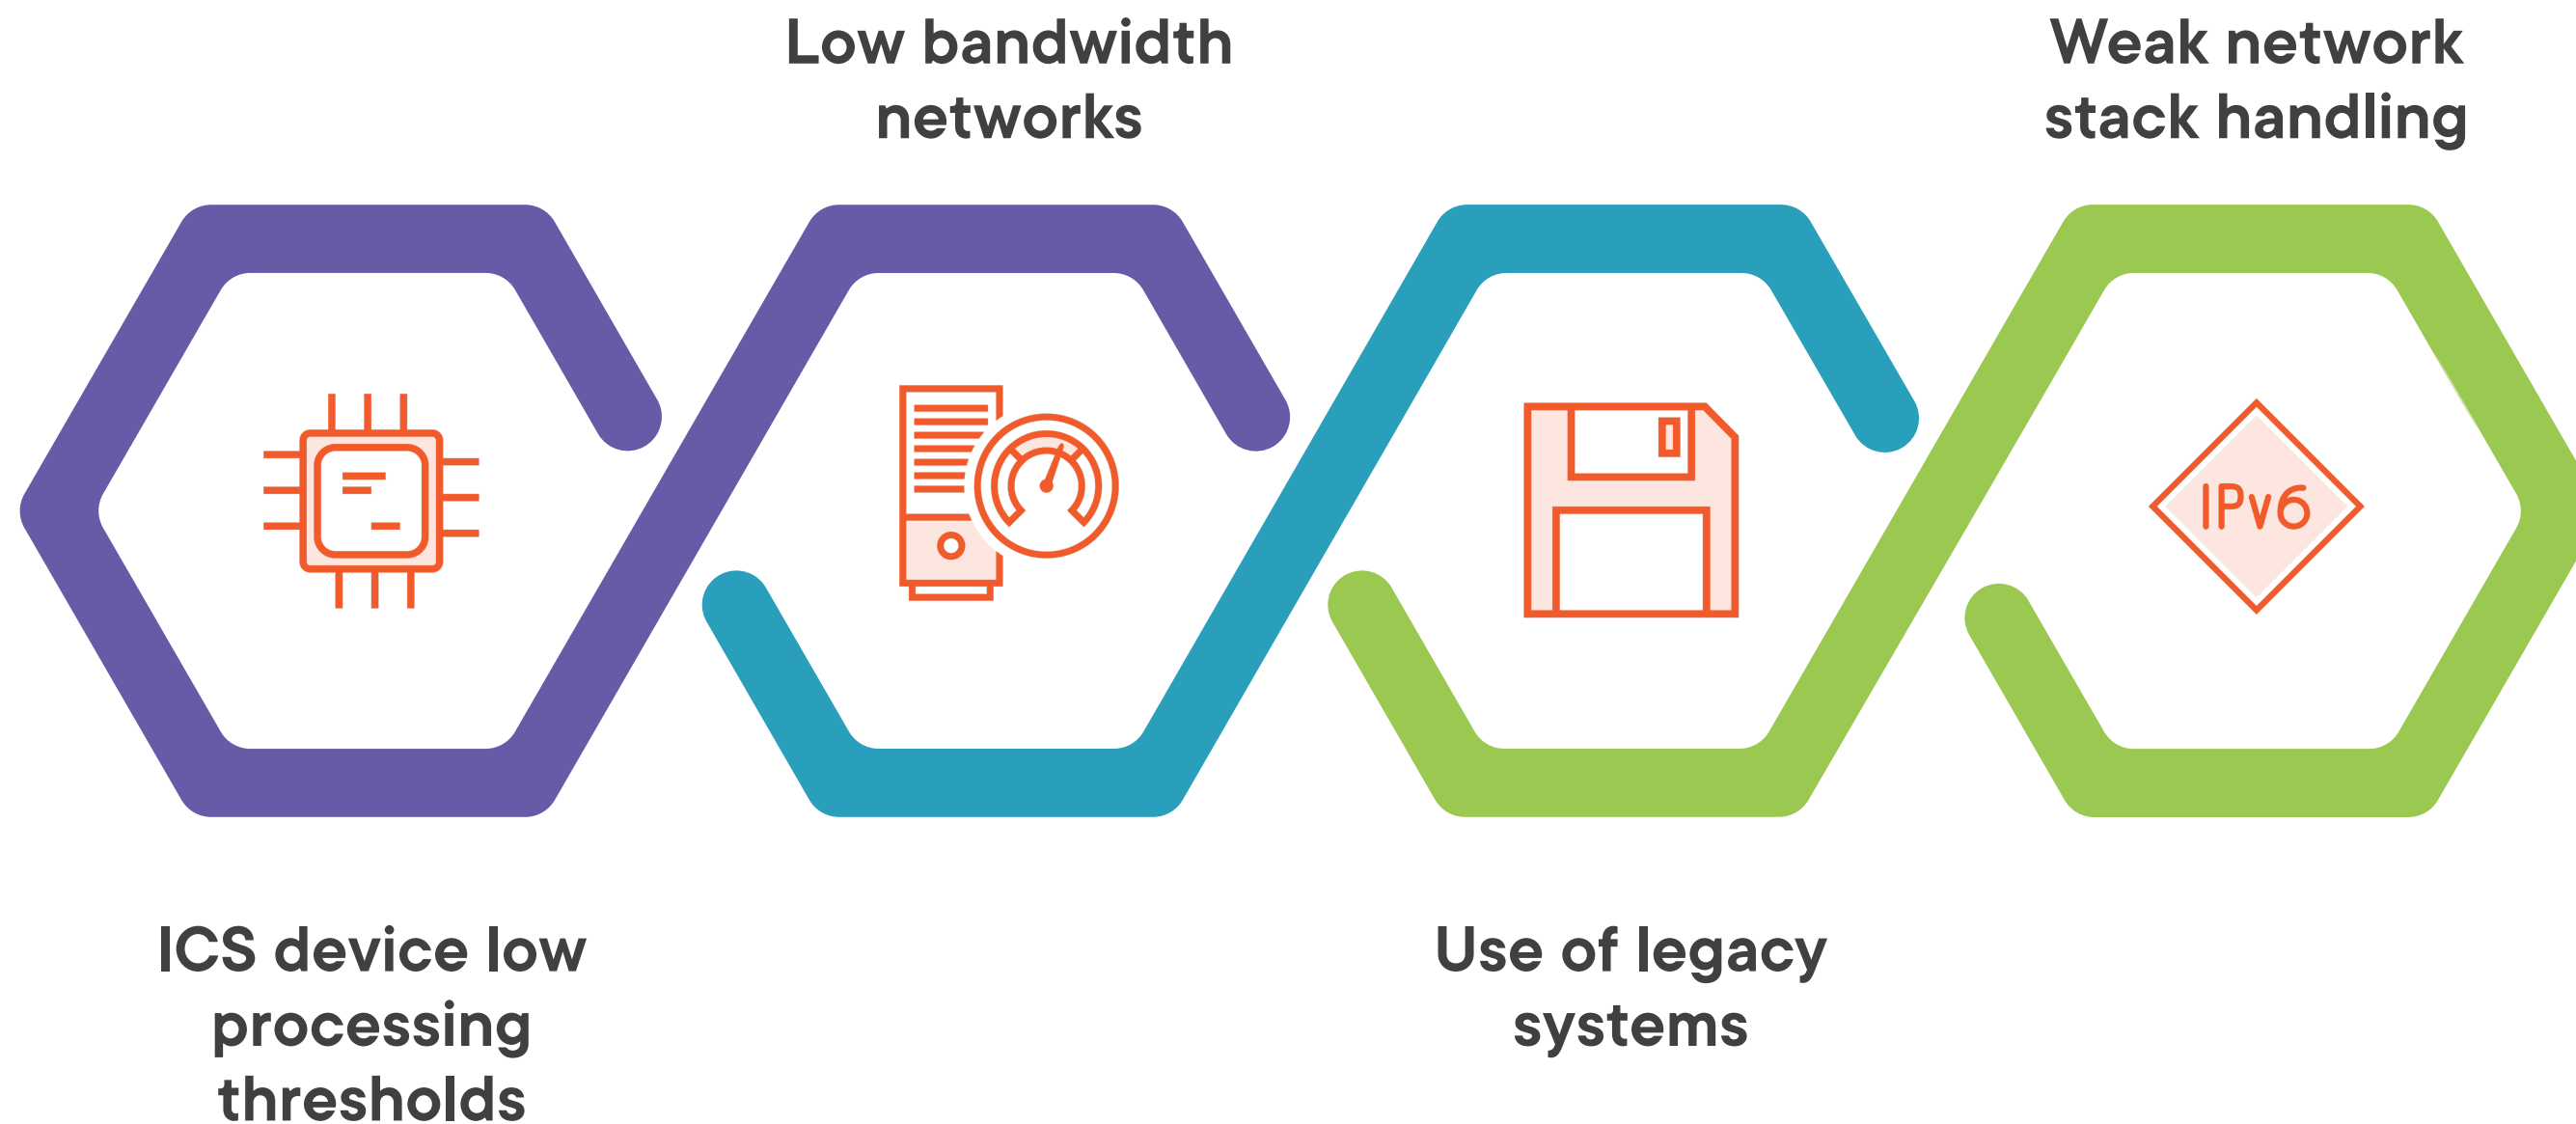 Low bandwidth
networks
Weak network
stack handling
IPv6
ICS device low
processing
thresholds
Use of legacy
systems